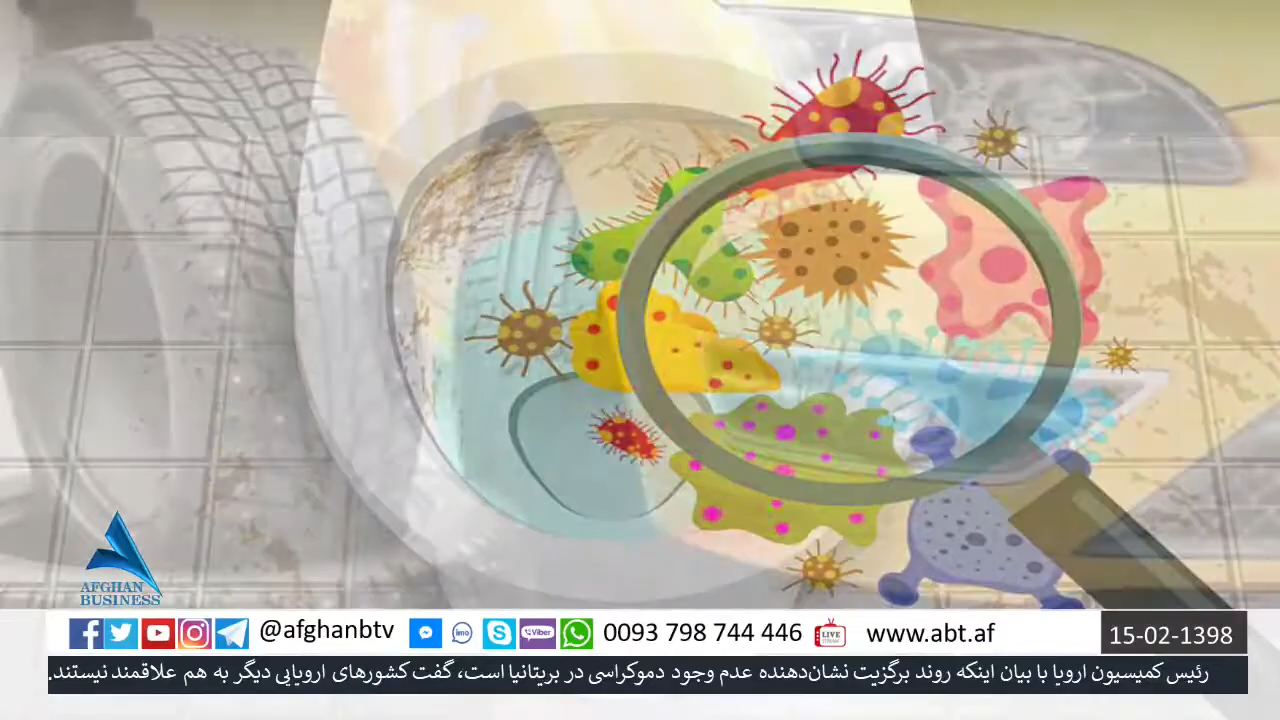 AFGHAN
BUSINESS
@afghanbtv
imo
Viber
0093 798 744 446
LIVE
www.abt.af
15-02-1398
رئیس کمیسیون اروپا با بیان اینکه روند برگزیت نشان‌دهنده عدم وجود دموکراسی در بریتانیا است، گفت کشورهای اروپایی دیگر به هم علاقمند نیستند.